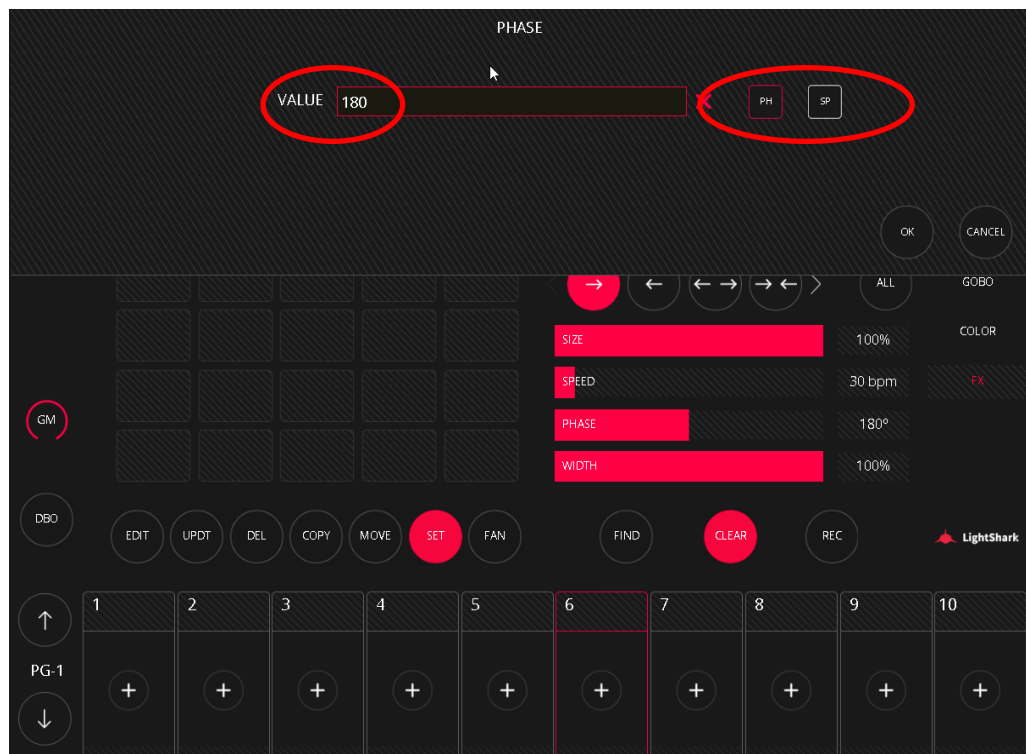 PHASE
VALUE 180 PH SP
OK CANCEL
ALL GOBO
SIZE 100% COLOR
SPEED 30 bpm FX
GM PHASE 180º
WIDTH 100%
DBO EDIT UPDT DEL COPY MOVE SET FAN FIND CLEAR REC LightShark
1 2 3 4 5 6 7 8 9 10
PG-1